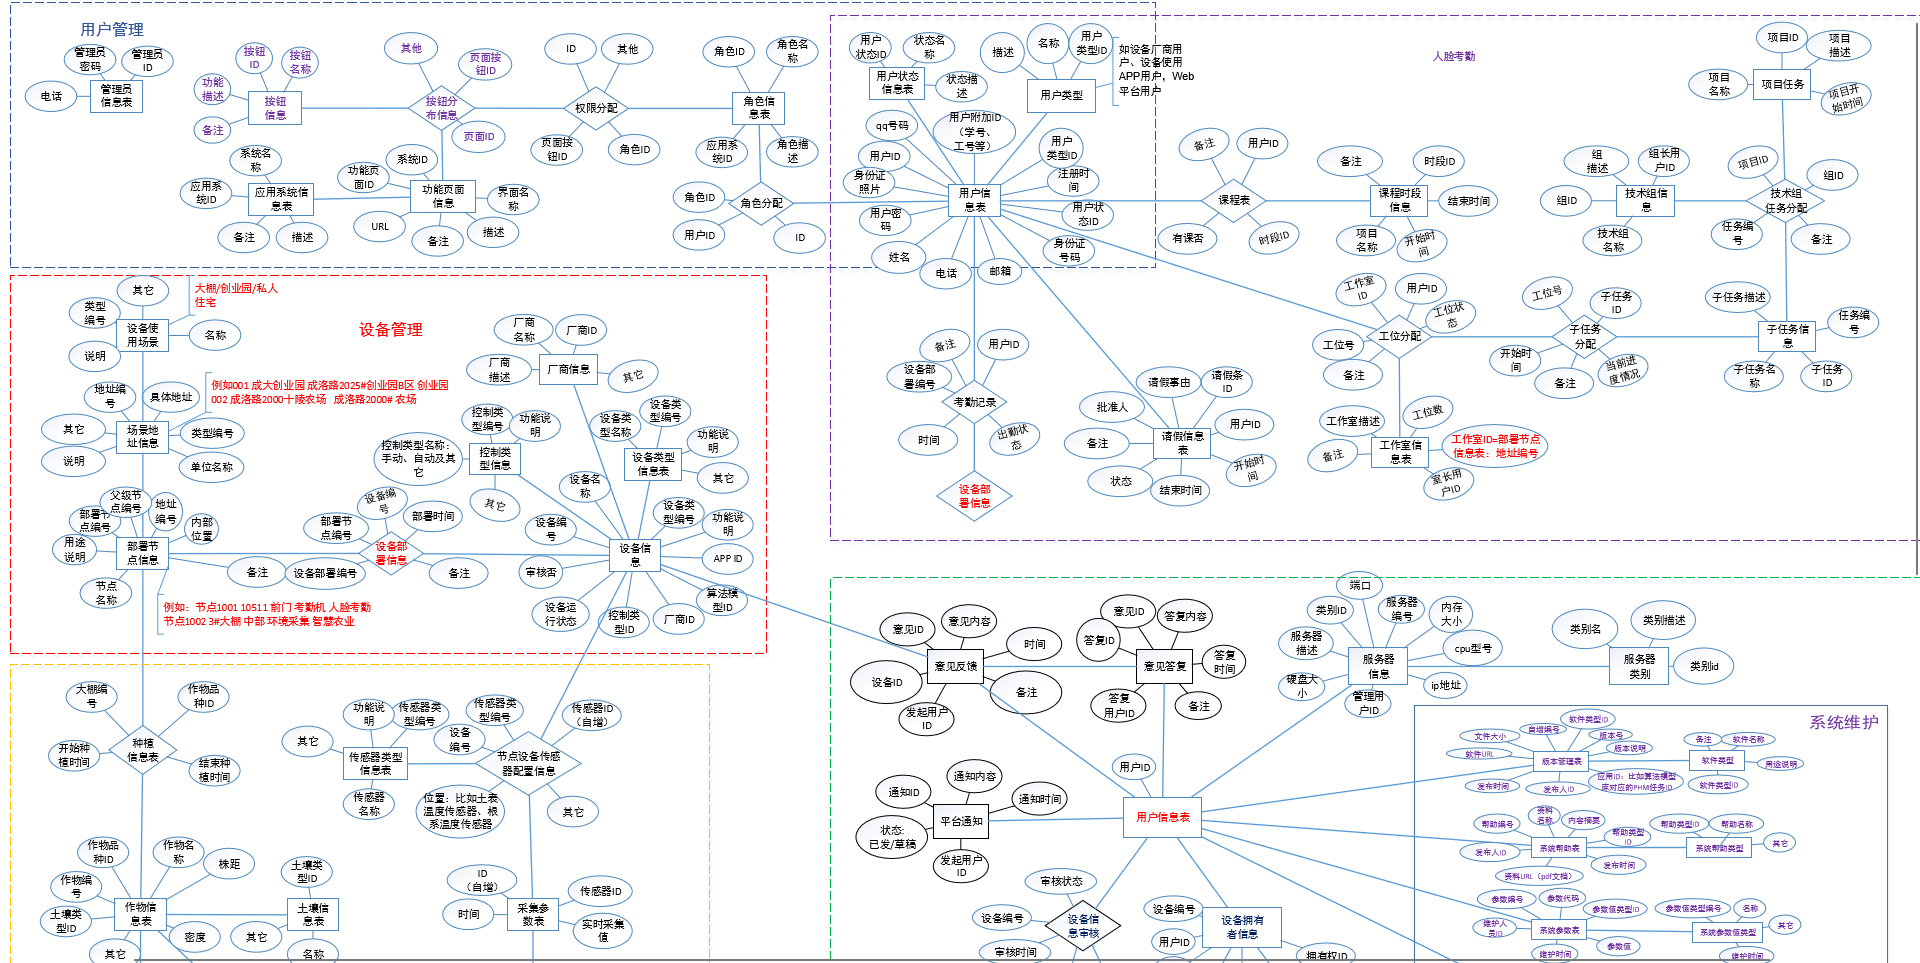 用户管理
管理员
密码
管理员
ID
电话
管理员
信息表
按钮
ID
按钮
名称
功能
描述
备注
按钮
信息
其他
页面按
钮ID
按钮分
布信息
页面ID
ID
其他
权限分配
页面按
钮ID
角色ID
角色ID
角色名
称
角色信
息表
应用系
统ID
角色描
述
系统名
称
应用系
统ID
应用系统信
息表
备注
描述
系统ID
功能页
面ID
功能页面
信息
界面名
称
URL
备注
描述
角色ID
角色分配
用户ID
ID
用户
状态ID
状态名
称
用户状态
信息表
状态描
述
描述
名称
用户
类型ID
用户类型
如设备厂商用
户、设备使用
APP用户，Web
平台用户
qq号码
用户附加ID
（学号、
工号等）
用户ID
身份证
照片
用户
类型ID
注册时
间
用户信
息表
用户密
码
用户状
态ID
姓名
电话
邮箱
身份证
号码
人脸考勤
备注
用户ID
课程表
有课否
时段ID
备注
时段ID
课程时段
信息
结束时间
项目
名称
开始时
间
项目ID
项目
描述
项目
名称
项目任务
项目开
始时间
组
描述
组长用
户ID
组ID
技术组信
息
技术组
名称
项目ID
组ID
技术组
任务分配
任务编
号
备注
工作室
ID
用户ID
工位状
态
工位号
工位分配
备注
工位号
子任务
ID
子任务
分配
开始时
间
备注
当前进
度情况
子任务描述
任务编
号
子任务信
息
子任务名
称
子任务
ID
备注
用户ID
设备部
署编号
考勤记录
时间
出勤状
态
设备部
署信息
请假事由
请假条
ID
批准人
用户ID
备注
请假信息
表
状态
结束时间
开始时
间
工作室描述
工位数
备注
工作室信
息表
工作室ID=部署节点
信息表：地址编号
室长用
户ID
设备管理
其它
大棚/创业园/私人
住宅
类型
编号
设备使
用场景
名称
说明
地址编
号
具体地址
例如001 成大创业园 成洛路2025#创业园B区 创业园
002 成洛路2000十陵农场 成洛路2000# 农场
其它
场景地
址信息
类型编号
说明
单位名称
父级节
点编号
地址
编号
部署节
点编号
内部
位置
用途
说明
部署节
点信息
节点
名称
备注
例如：节点1001 10511 前门 考勤机 人脸考勤
节点1002 3#大棚 中部 环境采集 智慧农业
设备编
号
部署节
点编号
部署时间
设备部
署信息
设备部署编号
备注
厂商
名称
厂商ID
厂商
描述
厂商信息
其它
控制类
型编号
功能说
明
控制类型名称：
手动、自动及其
它
控制类
型信息
其它
设备类
型名称
设备类
型编号
功能说
明
设备类型
信息表
其它
设备名
称
设备类
型编号
功能说
明
设备编
号
设备信
息
APP ID
审核否
算法模
型ID
设备运
行状态
控制类
型ID
厂商ID
大棚编
号
作物品
种ID
种植
信息表
开始种
植时间
结束种
植时间
功能说
明
传感器类
型编号
其它
传感器类型
信息表
传感器
名称
设备
编号
传感器类
型编号
传感器ID
（自增）
节点设备传感
器配置信息
位置：比如土表
温度传感器、根
系温度传感器
其它
作物品
种ID
作物名
称
株距
作物编
号
土壤类
型ID
作物信
息表
密度
其它
土壤类
型ID
土壤信
息表
其它
名称
ID
（自增）
时间
采集参
数表
传感器ID
实时采集
值
意见ID
意见内容
时间
设备ID
意见反馈
备注
发起用户
ID
意见ID
答复内容
答复ID
意见答复
答复
时间
答复
用户ID
备注
端口
类别ID
服务器
编号
内存
大小
服务器
描述
cpu型号
服务器
信息
硬盘大
小
管理用
户ID
ip地址
类别名
类别描述
服务器
类别
类别id
通知ID
通知内容
通知时间
平台通知
状态:
已发/草稿
发起用户
ID
用户ID
用户信息表
审核状态
设备编号
设备信
息审核
审核时间
设备编号
用户ID
设备拥有
者信息
拥有权ID
系统维护
软件类型ID
文件大小
自增编号
版本号
软件URL
版本说明
版本管理表
发布时间
发布人ID
应用ID：比如算法模型
库对应的PHM任务ID
备注
软件名称
软件类型
用途说明
软件类型ID
资料
名称
内容摘要
帮助编号
帮助类型
ID
发布人ID
系统帮助表
发布时间
资料URL（pdf文档）
帮助类型ID
帮助名称
系统帮助类型
其它
参数编号
参数代码
参数值类型ID
维护人
员ID
系统参数表
参数值
维护时间
参数值类型编号
名称
系统参数值类型
其它
维护时间